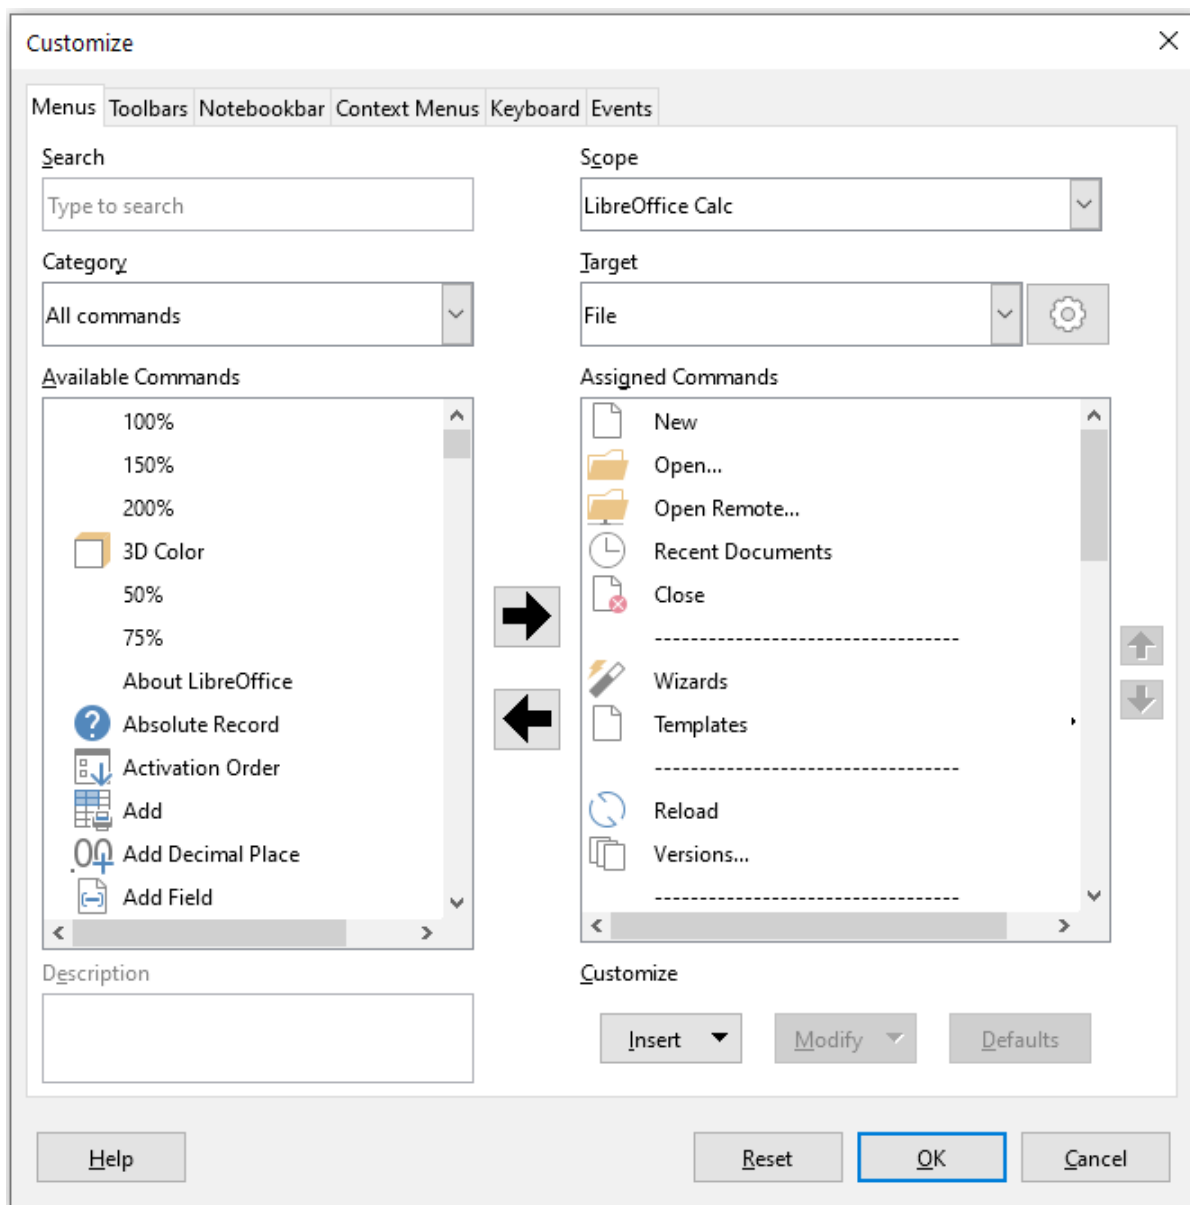 Customize
Menus Toolbars Notebookbar Context Menus Keyboard Events
Search
Type to search
Category
All commands
Available Commands
100%
150%
200%
3D Color
50%
75%
About LibreOffice
Absolute Record
Activation Order
Add
Add Decimal Place
Add Field
Description
Scope
LibreOffice Calc
Target
File
Assigned Commands
New
Open...
Open Remote...
Recent Documents
Close
----------------------------------
Wizards
Templates
----------------------------------
Reload
Versions...
----------------------------------
Customize
Insert Modify Defaults
Help Reset OK Cancel